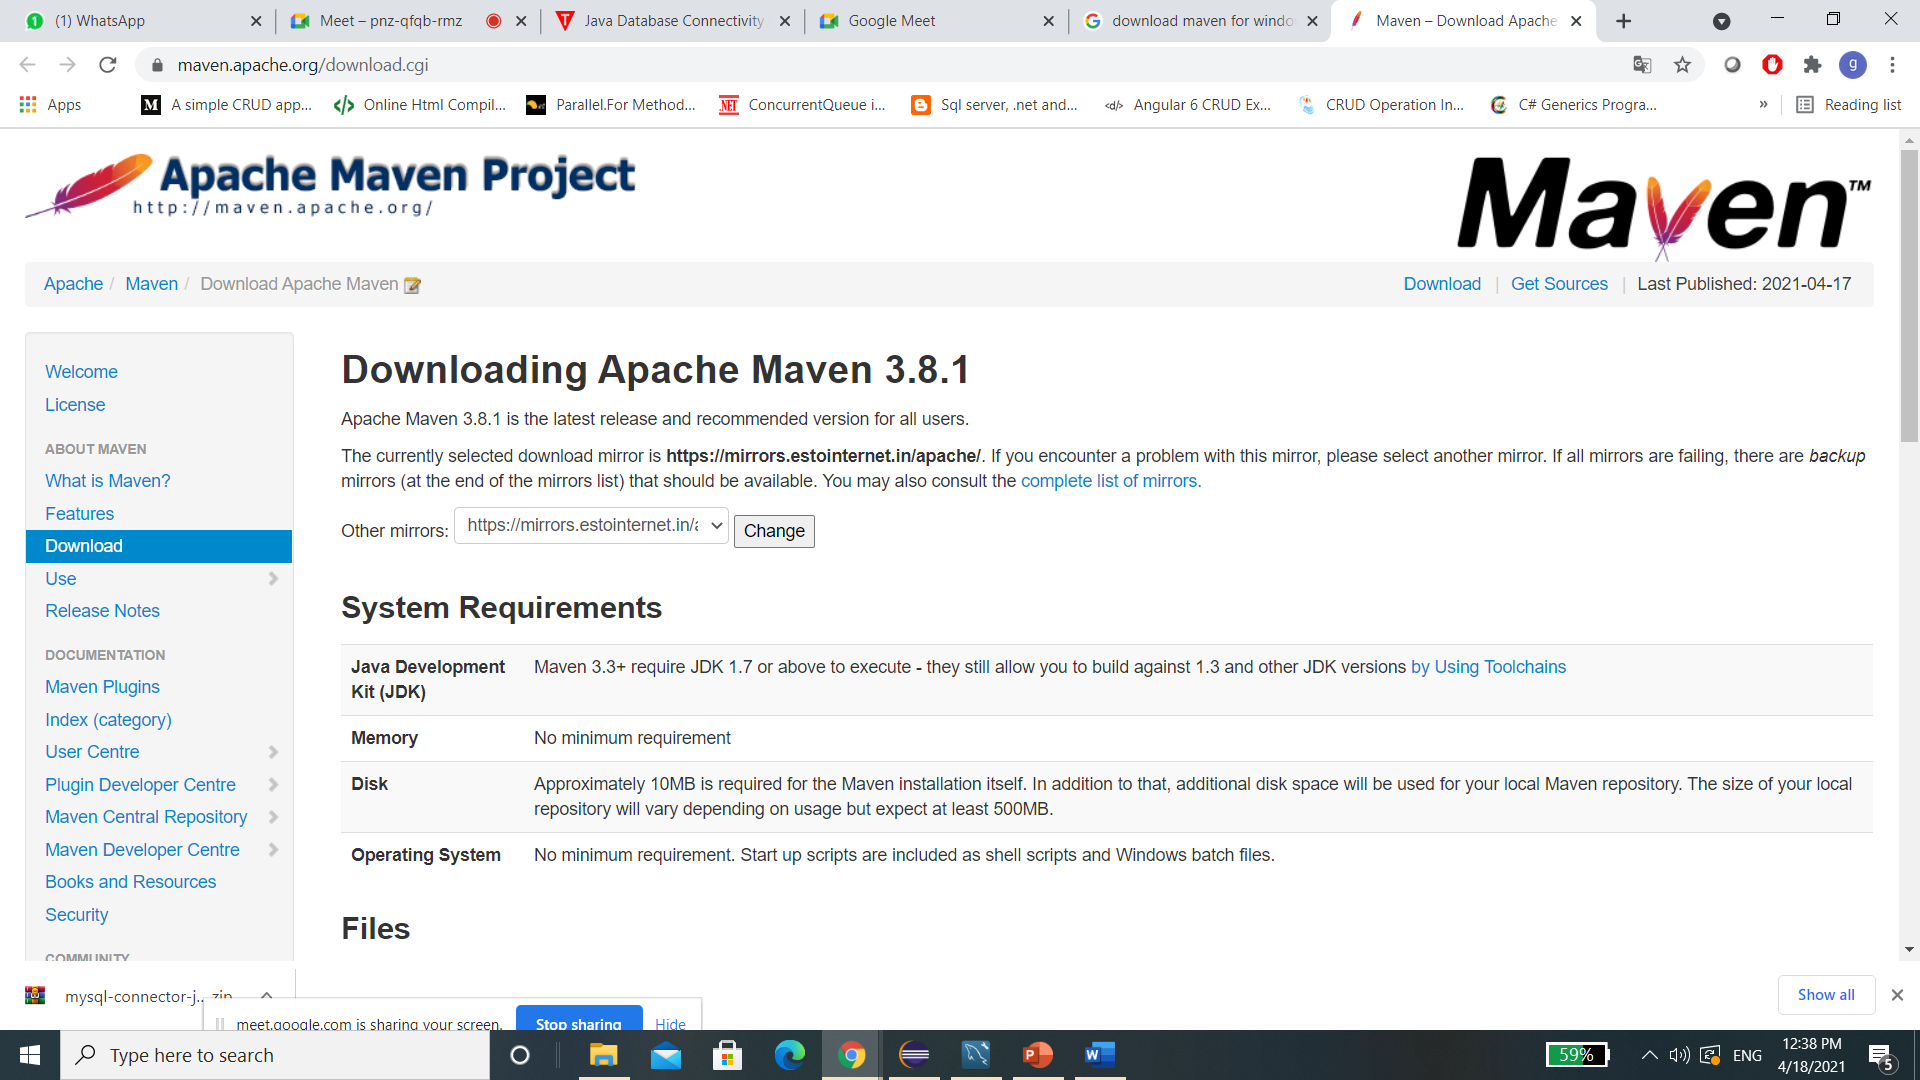 (1) WhatsApp
Meet – pnz-qfqb-rmz
Java Database Connectivity
Google Meet
download maven for windo
Maven – Download Apache
maven.apache.org/download.cgi
g
Apps
M A simple CRUD app...
Online Html Compil...
Parallel.For Method...
.NET ConcurrentQueue i...
Sql server, .net and...
Angular 6 CRUD Ex...
CRUD Operation In...
C# Generics Progra...
»
Reading list
Apache Maven Project
http://maven.apache.org/
Maven™
Apache / Maven / Download Apache Maven
Download | Get Sources | Last Published: 2021-04-17
Welcome
License
ABOUT MAVEN
What is Maven?
Features
Download
Use
Release Notes
DOCUMENTATION
Maven Plugins
Index (category)
User Centre
Plugin Developer Centre
Maven Central Repository
Maven Developer Centre
Books and Resources
Security
COMMUNITY
Downloading Apache Maven 3.8.1
Apache Maven 3.8.1 is the latest release and recommended version for all users.
The currently selected download mirror is https://mirrors.estointernet.in/apache/. If you encounter a problem with this mirror, please select another mirror. If all mirrors are failing, there are backup
mirrors (at the end of the mirrors list) that should be available. You may also consult the complete list of mirrors.
Other mirrors: https://mirrors.estointernet.in/a Change
System Requirements
Java Development Kit (JDK)
Maven 3.3+ require JDK 1.7 or above to execute - they still allow you to build against 1.3 and other JDK versions by Using Toolchains
Memory
No minimum requirement
Disk
Approximately 10MB is required for the Maven installation itself. In addition to that, additional disk space will be used for your local Maven repository. The size of your local
repository will vary depending on usage but expect at least 500MB.
Operating System
No minimum requirement. Start up scripts are included as shell scripts and Windows batch files.
Files
mysql-connector-j....zip
Show all
meet.google.com is sharing your screen.
Stop sharing
Hide
Type here to search
59%
ENG
12:38 PM
4/18/2021
5